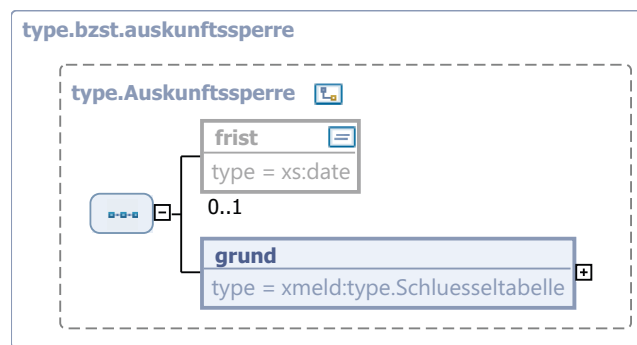 type.bzst.auskunftssperre
type.Auskunftssperre
frist
type = xs:date
0..1
grund
type = xmeld:type.Schluesseltabelle